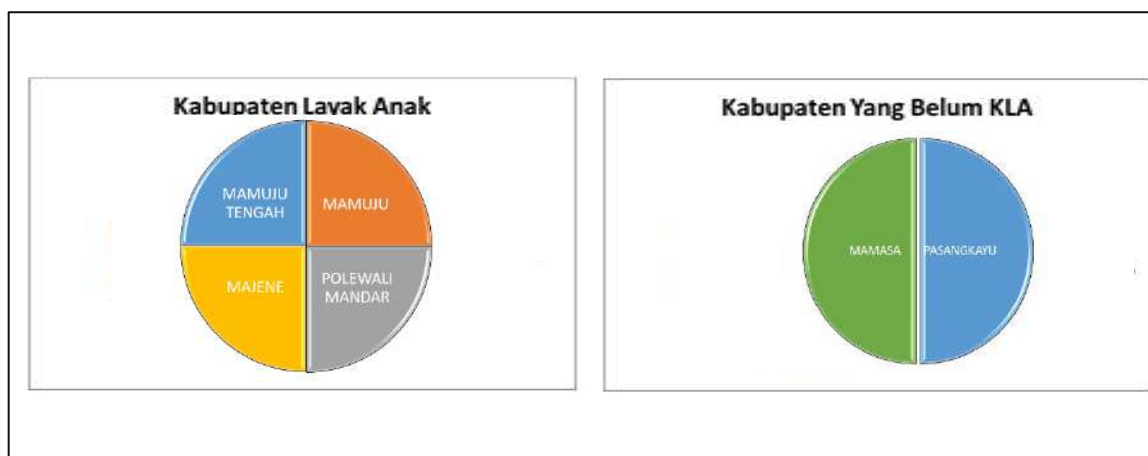 Kabupaten Layak Anak
MAMUJU
TENGAH
MAMUJU
MAJENE
POLEWALI
MANDAR
Kabupaten Yang Belum KLA
MAMASA
PASANGKAYU